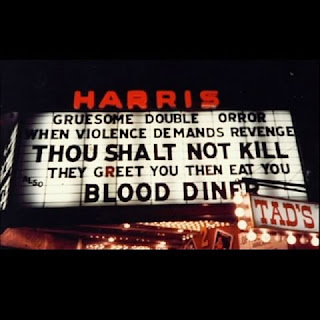 HARRIS
GRUESOME DOUBLE ORROR
WHEN VIOLENCE DEMANDS REVENGE
THOU SHALT NOT KILL
THEY GREET YOU THEN EAT YOU
ALSO
BLOOD DINER
TAD'S